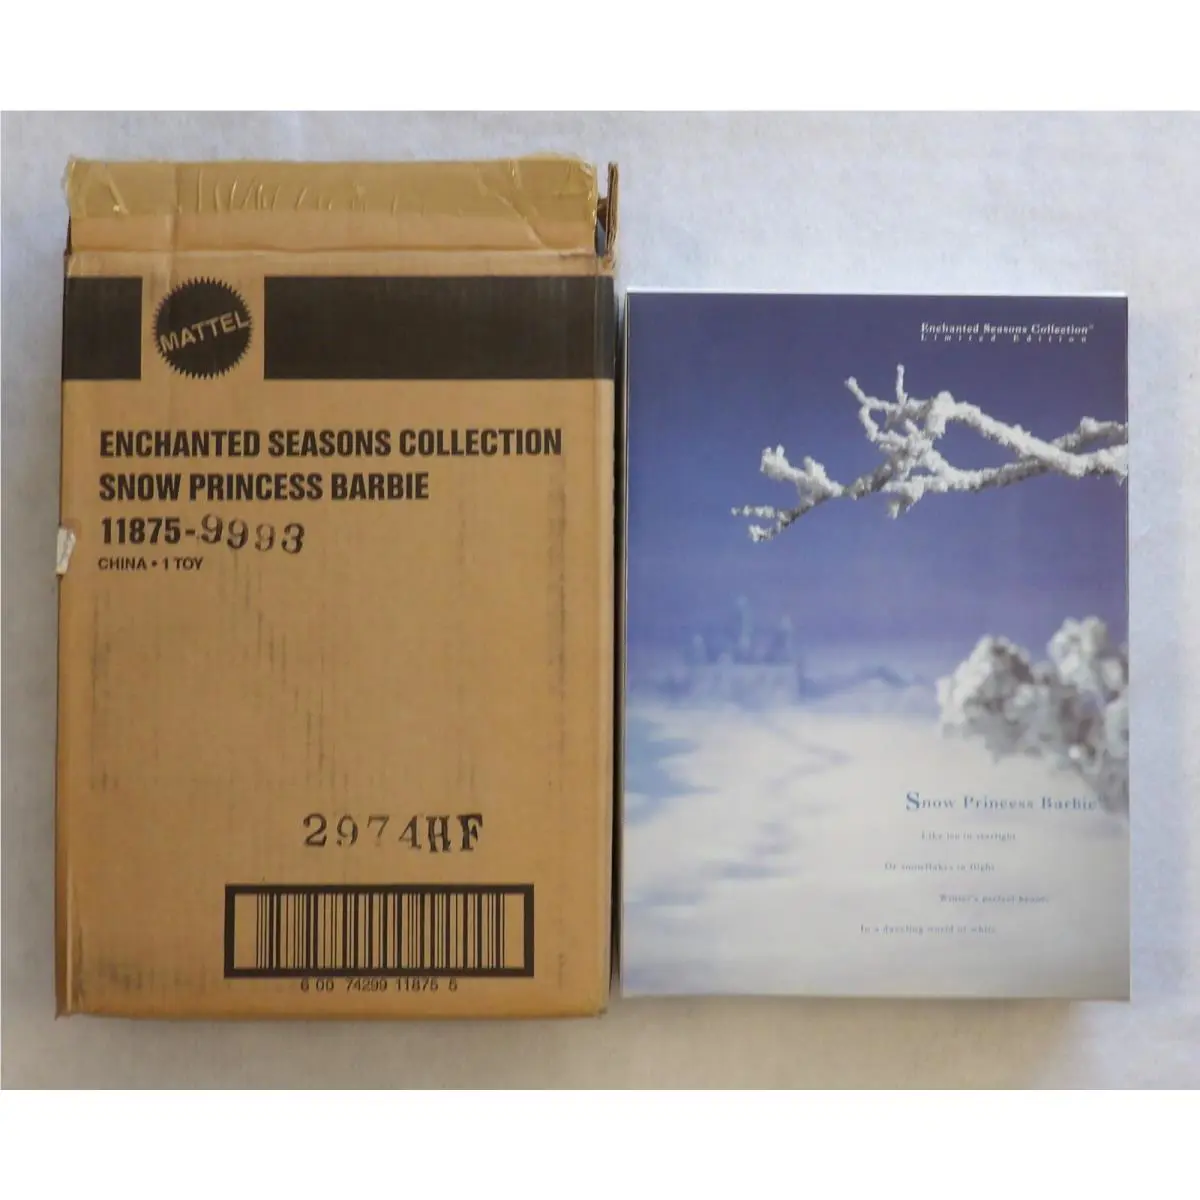 MATTEL
ENCHANTED SEASONS COLLECTION
SNOW PRINCESS BARBIE
11875-9993
CHINA • 1 TOY
2974HF
6 00 74299 11875 5
Enchanted Seasons Collection™
Limited Edition
Snow Princess Barbie
Like ice in starlight
Or snowflakes in flight
Winter's perfect beauty
In a dazzling world of white